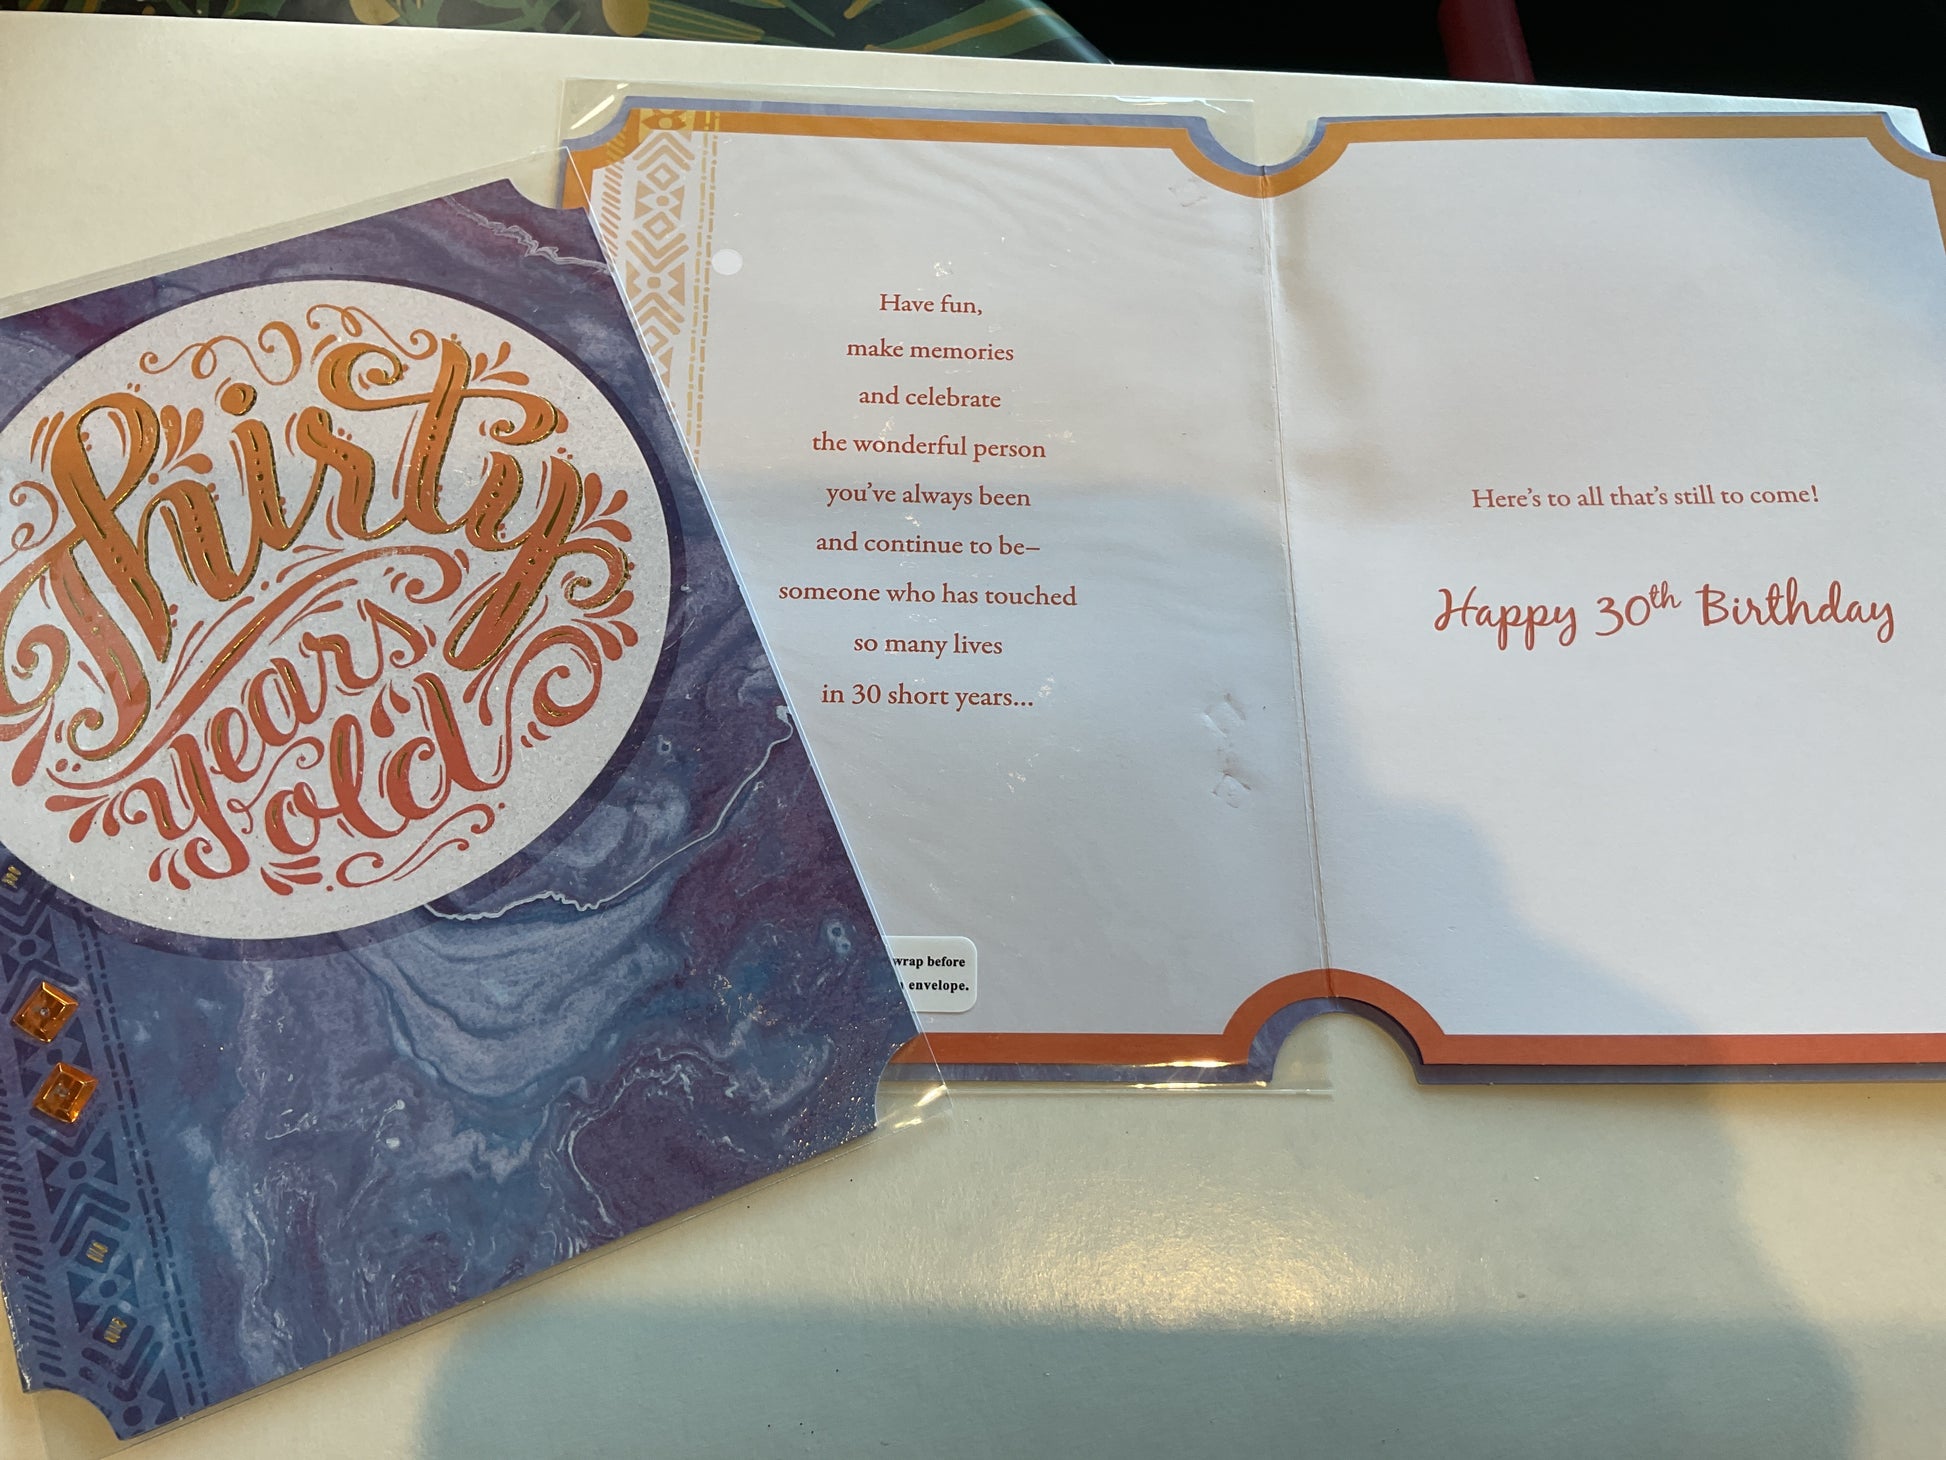 Thirty
years
old
Have fun,
make memories
and celebrate
the wonderful person
you've always been
and continue to be–
someone who has touched
so many lives
in 30 short years...
wrap before
envelope.
Here's to all that's still to come!
Happy 30th Birthday